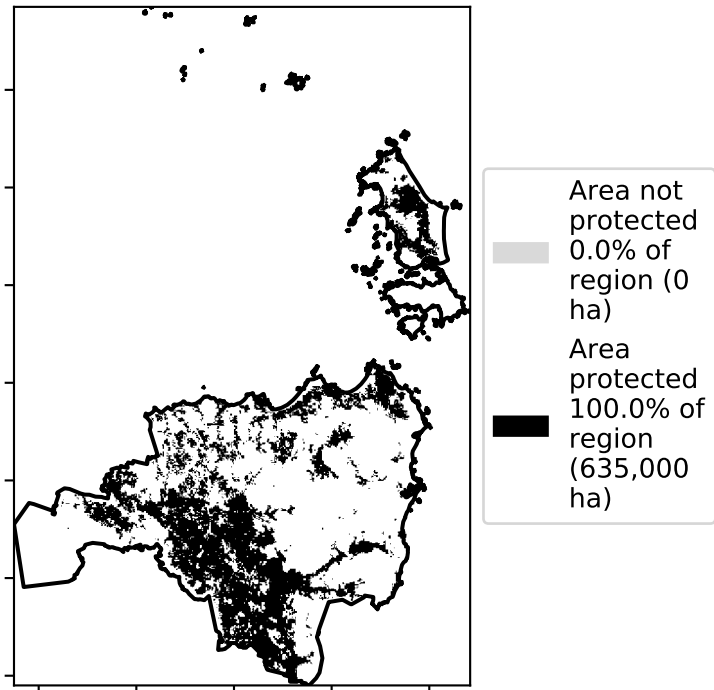 Area not
protected
0.0% of
region (0
ha)
Area
protected
100.0% of
region
(635,000
ha)